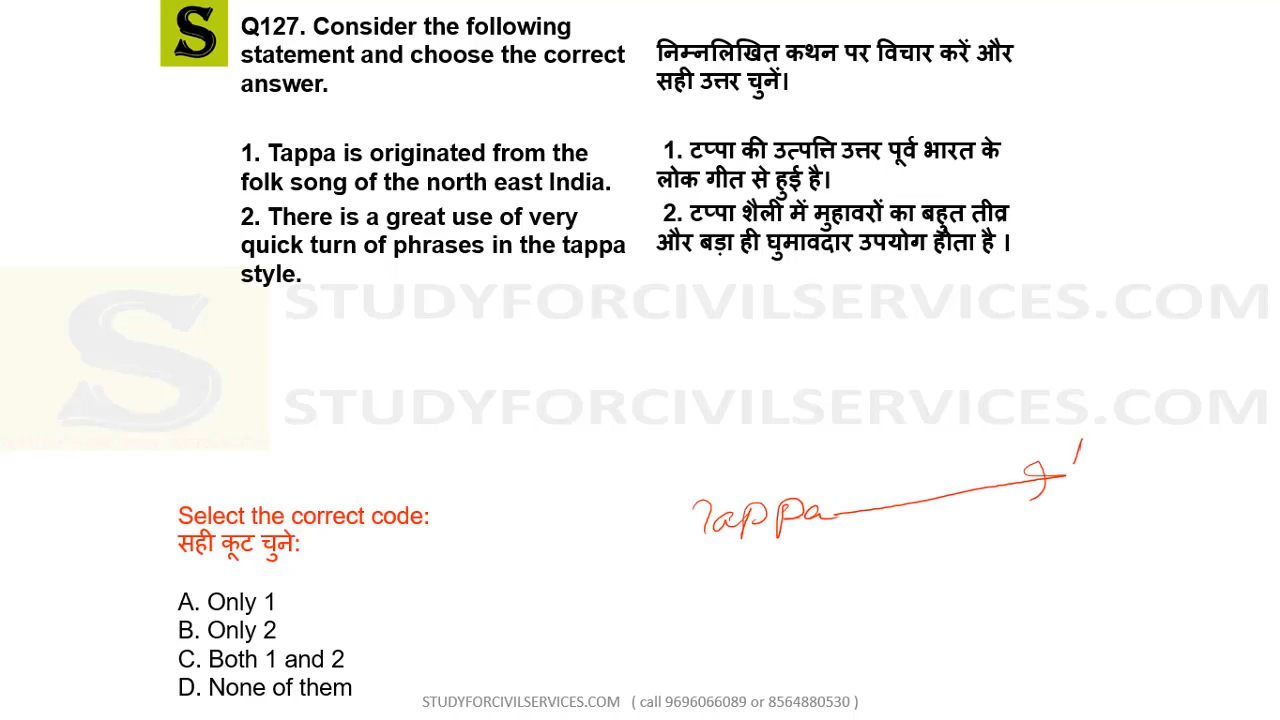 S
Q127. Consider the following
statement and choose the correct
answer.
1. Tappa is originated from the
folk song of the north east India.
2. There is a great use of very
quick turn of phrases in the tappa
style.
निम्नलिखित कथन पर विचार करें और
सही उत्तर चुनें।
1. टप्पा की उत्पत्ति उत्तर पूर्व भारत के
लोक गीत से हुई है।
2. टप्पा शैली में मुहावरों का बहुत तीव्र
और बड़ा ही घुमावदार उपयोग होता है ।
STUDYFORCIVILSERVICES.COM
STUDYFORCIVILSERVICES.COM
Tappa
Select the correct code:
सही कूट चुने:
A. Only 1
B. Only 2
C. Both 1 and 2
D. None of them
STUDYFORCIVILSERVICES.COM ( call 9696066089 or 8564880530 )